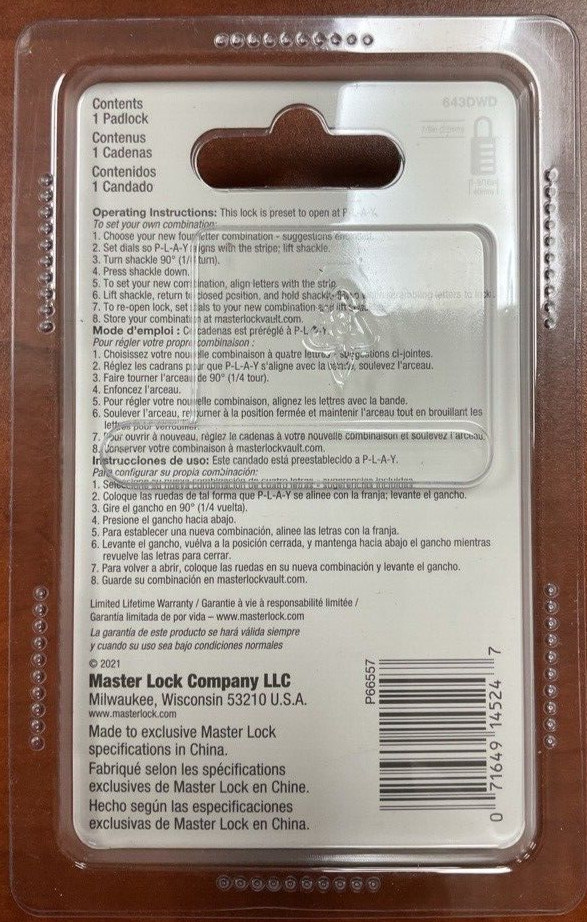 Contents
1 Padlock
643DWD
Contenus
1 Cadenas
Contenidos
1 Candado
Operating Instructions: This lock is preset to open at P-L-A-Y.
To set your own combination:
1. Choose your new four letter combination - suggestions
2. Set dials so P-L-A-Y aligns with the stripe; lift shackle.
3. Turn shackle 90° (1/4 turn).
4. Press shackle down.
5. To set your new combination, align letters with the strip
6. Lift shackle, return to closed position, and hold shackle scrambling letters to lock.
7. To re-open lock, set dials to your new combination and lift
8. Store your combination at masterlockvault.com.
Mode d'emploi : Ce cadenas est préréglé à P-L-A-Y.
Pour régler votre propre combinaison :
1. Choisissez votre nouvelle combinaison à quatre lettres - suggestions ci-jointes.
2. Réglez les cadrans pour que P-L-A-Y s'aligne avec la bande, soulevez l'arceau.
3. Faire tourner l'arceau de 90° (1/4 tour).
4. Enfoncez l'arceau.
5. Pour régler votre nouvelle combinaison, alignez les lettres avec la bande.
6. Soulever l'arceau, retourner à la position fermée et maintenir l'arceau tout en brouillant les
lettres pour verrouiller.
7. Pour ouvrir à nouveau, réglez le cadenas à votre nouvelle combinaison et soulevez l'arceau.
8. Conserver votre combinaison à masterlockvault.com.
Instrucciones de uso: Este candado está preestablecido a P-L-A-Y.
Para configurar su propia combinación:
1. Seleccione su nueva combinación de cuatro letras - sugerencias incluidas.
2. Coloque las ruedas de tal forma que P-L-A-Y se alinee con la franja; levante el gancho.
3. Gire el gancho en 90° (1/4 vuelta).
4. Presione el gancho hacia abajo.
5. Para establecer una nueva combinación, alinee las letras con la franja.
6. Levante el gancho, vuélva a la posición cerrada, y mantenga hacia abajo el gancho mientras
revuelve las letras para cerrar.
7. Para volver a abrir, coloque las ruedas en su nueva combinación y levante el gancho.
8. Guarde su combinación en masterlockvault.com.
Limited Lifetime Warranty / Garantie à vie à responsabilité limitée /
Garantía limitada de por vida – www.masterlock.com
La garantía de este producto se hará válida siempre
y cuando su uso sea bajo condiciones normales
© 2021
Master Lock Company LLC
Milwaukee, Wisconsin 53210 U.S.A.
www.masterlock.com
Made to exclusive Master Lock
specifications in China.
Fabriqué selon les spécifications
exclusives de Master Lock en Chine.
Hecho según las especificaciones
exclusivas de Master Lock en China.
P66557
0 71649 14524 7